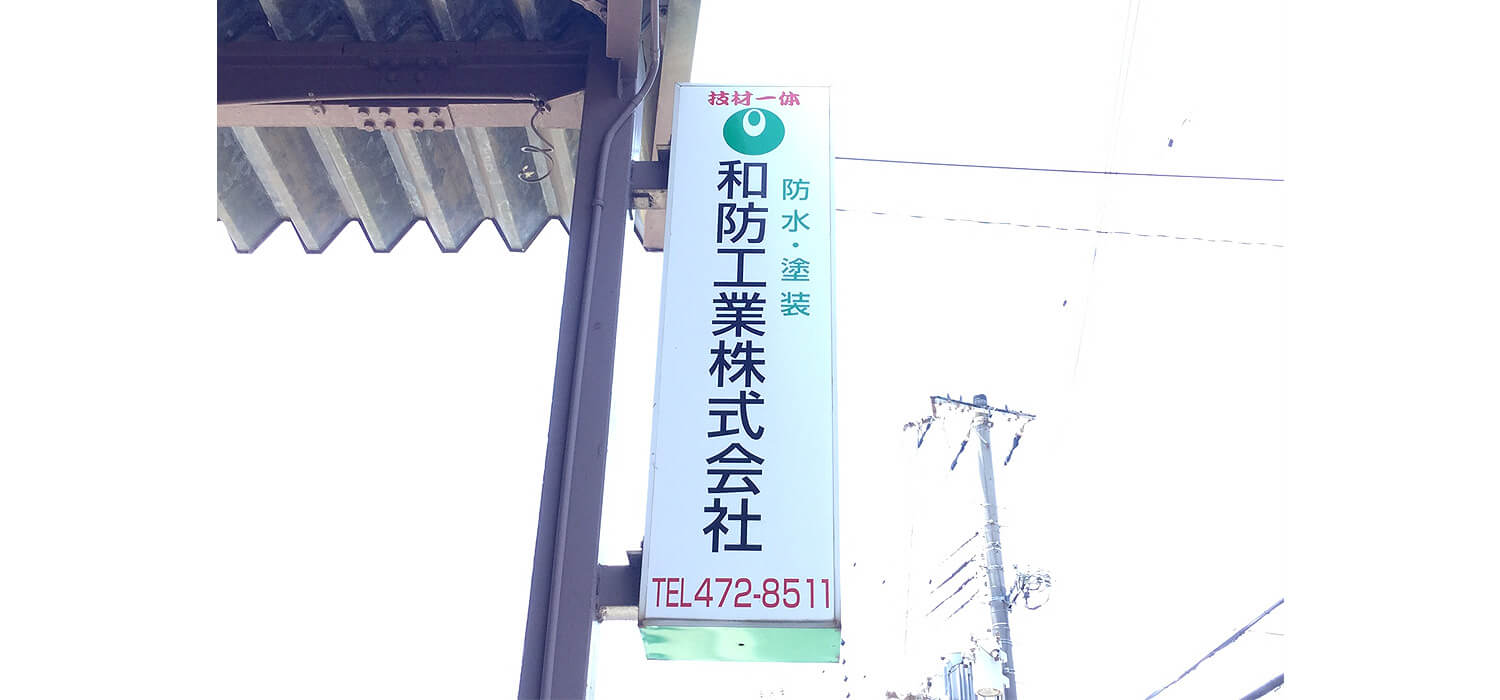 技材一体
防水・塗装
和防工業株式会社
TEL472-8511